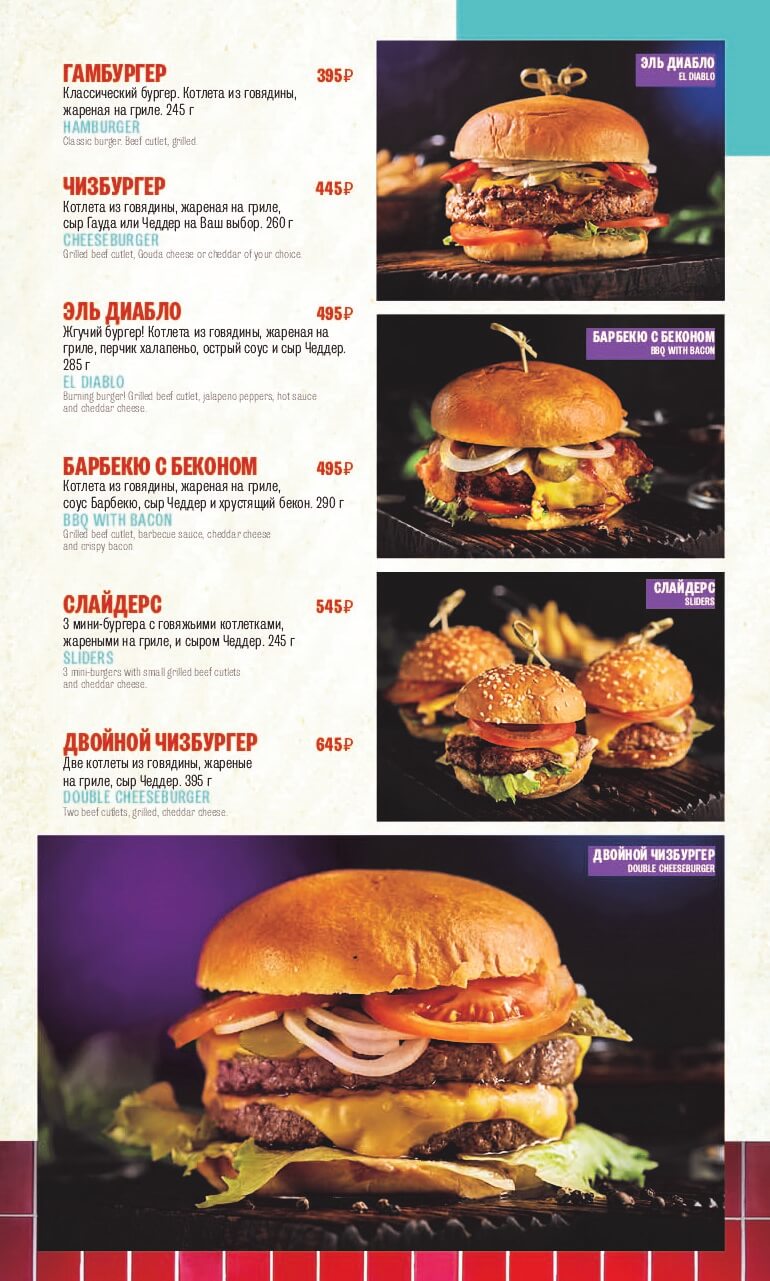 ГАМБУРГЕР 395₽
Классический бургер. Котлета из говядины,
жареная на гриле. 245 г
HAMBURGER
Classic burger. Beef cutlet, grilled.
ЧИЗБУРГЕР 445₽
Котлета из говядины, жареная на гриле,
сыр Гауда или Чеддер на Ваш выбор. 260 г
CHEESEBURGER
Grilled beef cutlet, Gouda cheese or cheddar of your choice.
ЭЛЬ ДИАБЛО 495₽
Жгучий бургер! Котлета из говядины, жареная на
гриле, перчик халапеньо, острый соус и сыр Чеддер.
285 г
EL DIABLO
Burning burger! Grilled beef cutlet, jalapeno peppers, hot sauce
and cheddar cheese.
БАРБЕКЮ С БЕКОНОМ 495₽
Котлета из говядины, жареная на гриле,
соус Барбекю, сыр Чеддер и хрустящий бекон. 290 г
BBQ WITH BACON
Grilled beef cutlet, barbecue sauce, cheddar cheese
and crispy bacon.
СЛАЙДЕРС 545₽
3 мини-бургера с говяжьими котлетками,
жареными на гриле, и сыром Чеддер. 245 г
SLIDERS
3 mini-burgers with small grilled beef cutlets
and cheddar cheese.
ДВОЙНОЙ ЧИЗБУРГЕР 645₽
Две котлеты из говядины, жареные
на гриле, сыр Чеддер. 395 г
DOUBLE CHEESEBURGER
Two beef cutlets, grilled, cheddar cheese.
ЭЛЬ ДИАБЛО
EL DIABLO
БАРБЕКЮ С БЕКОНОМ
BBQ WITH BACON
СЛАЙДЕРС
SLIDERS
ДВОЙНОЙ ЧИЗБУРГЕР
DOUBLE CHEESEBURGER